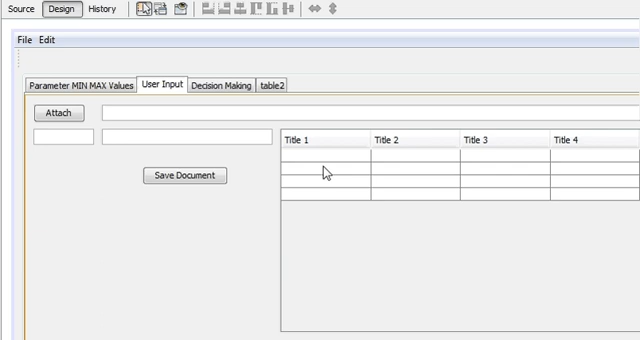 Source Design History
File Edit
Parameter MIN MAX Values User Input Decision Making table2
Attach
Title 1 Title 2 Title 3 Title 4
Save Document